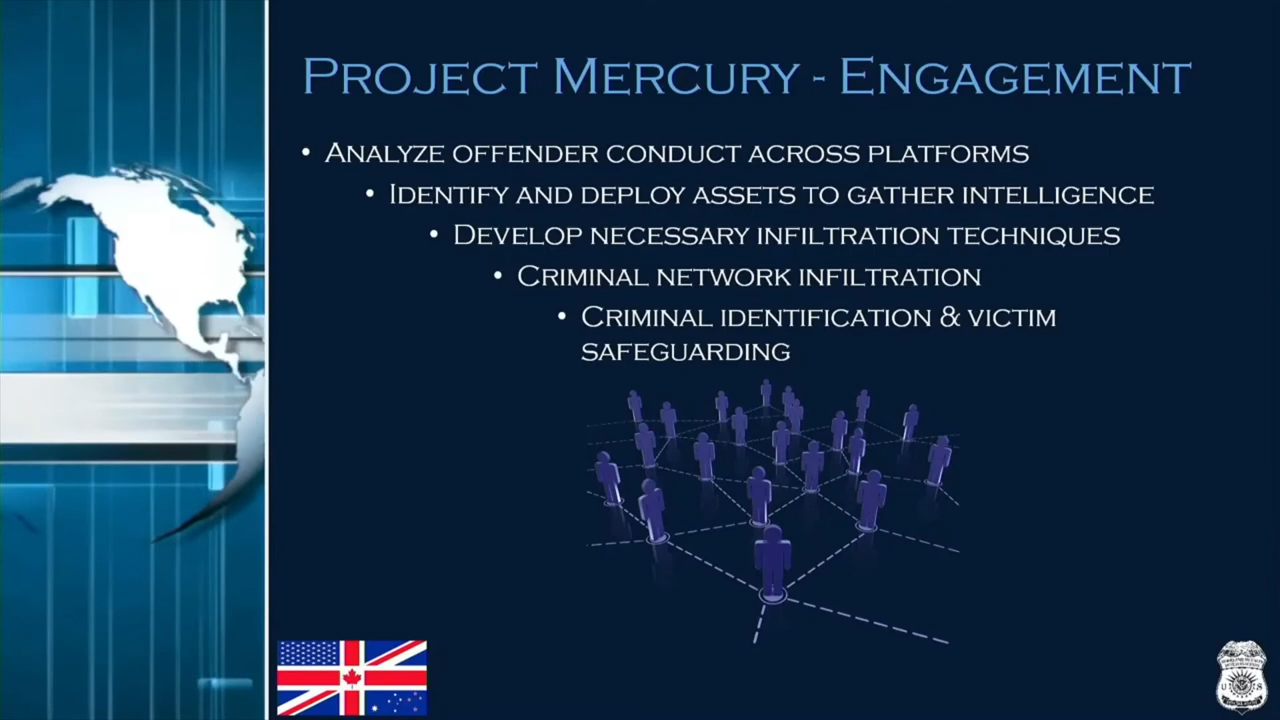 PROJECT MERCURY - ENGAGEMENT
• ANALYZE OFFENDER CONDUCT ACROSS PLATFORMS
• IDENTIFY AND DEPLOY ASSETS TO GATHER INTELLIGENCE
• DEVELOP NECESSARY INFILTRATION TECHNIQUES
• CRIMINAL NETWORK INFILTRATION
• CRIMINAL IDENTIFICATION & VICTIM
SAFEGUARDING
U S